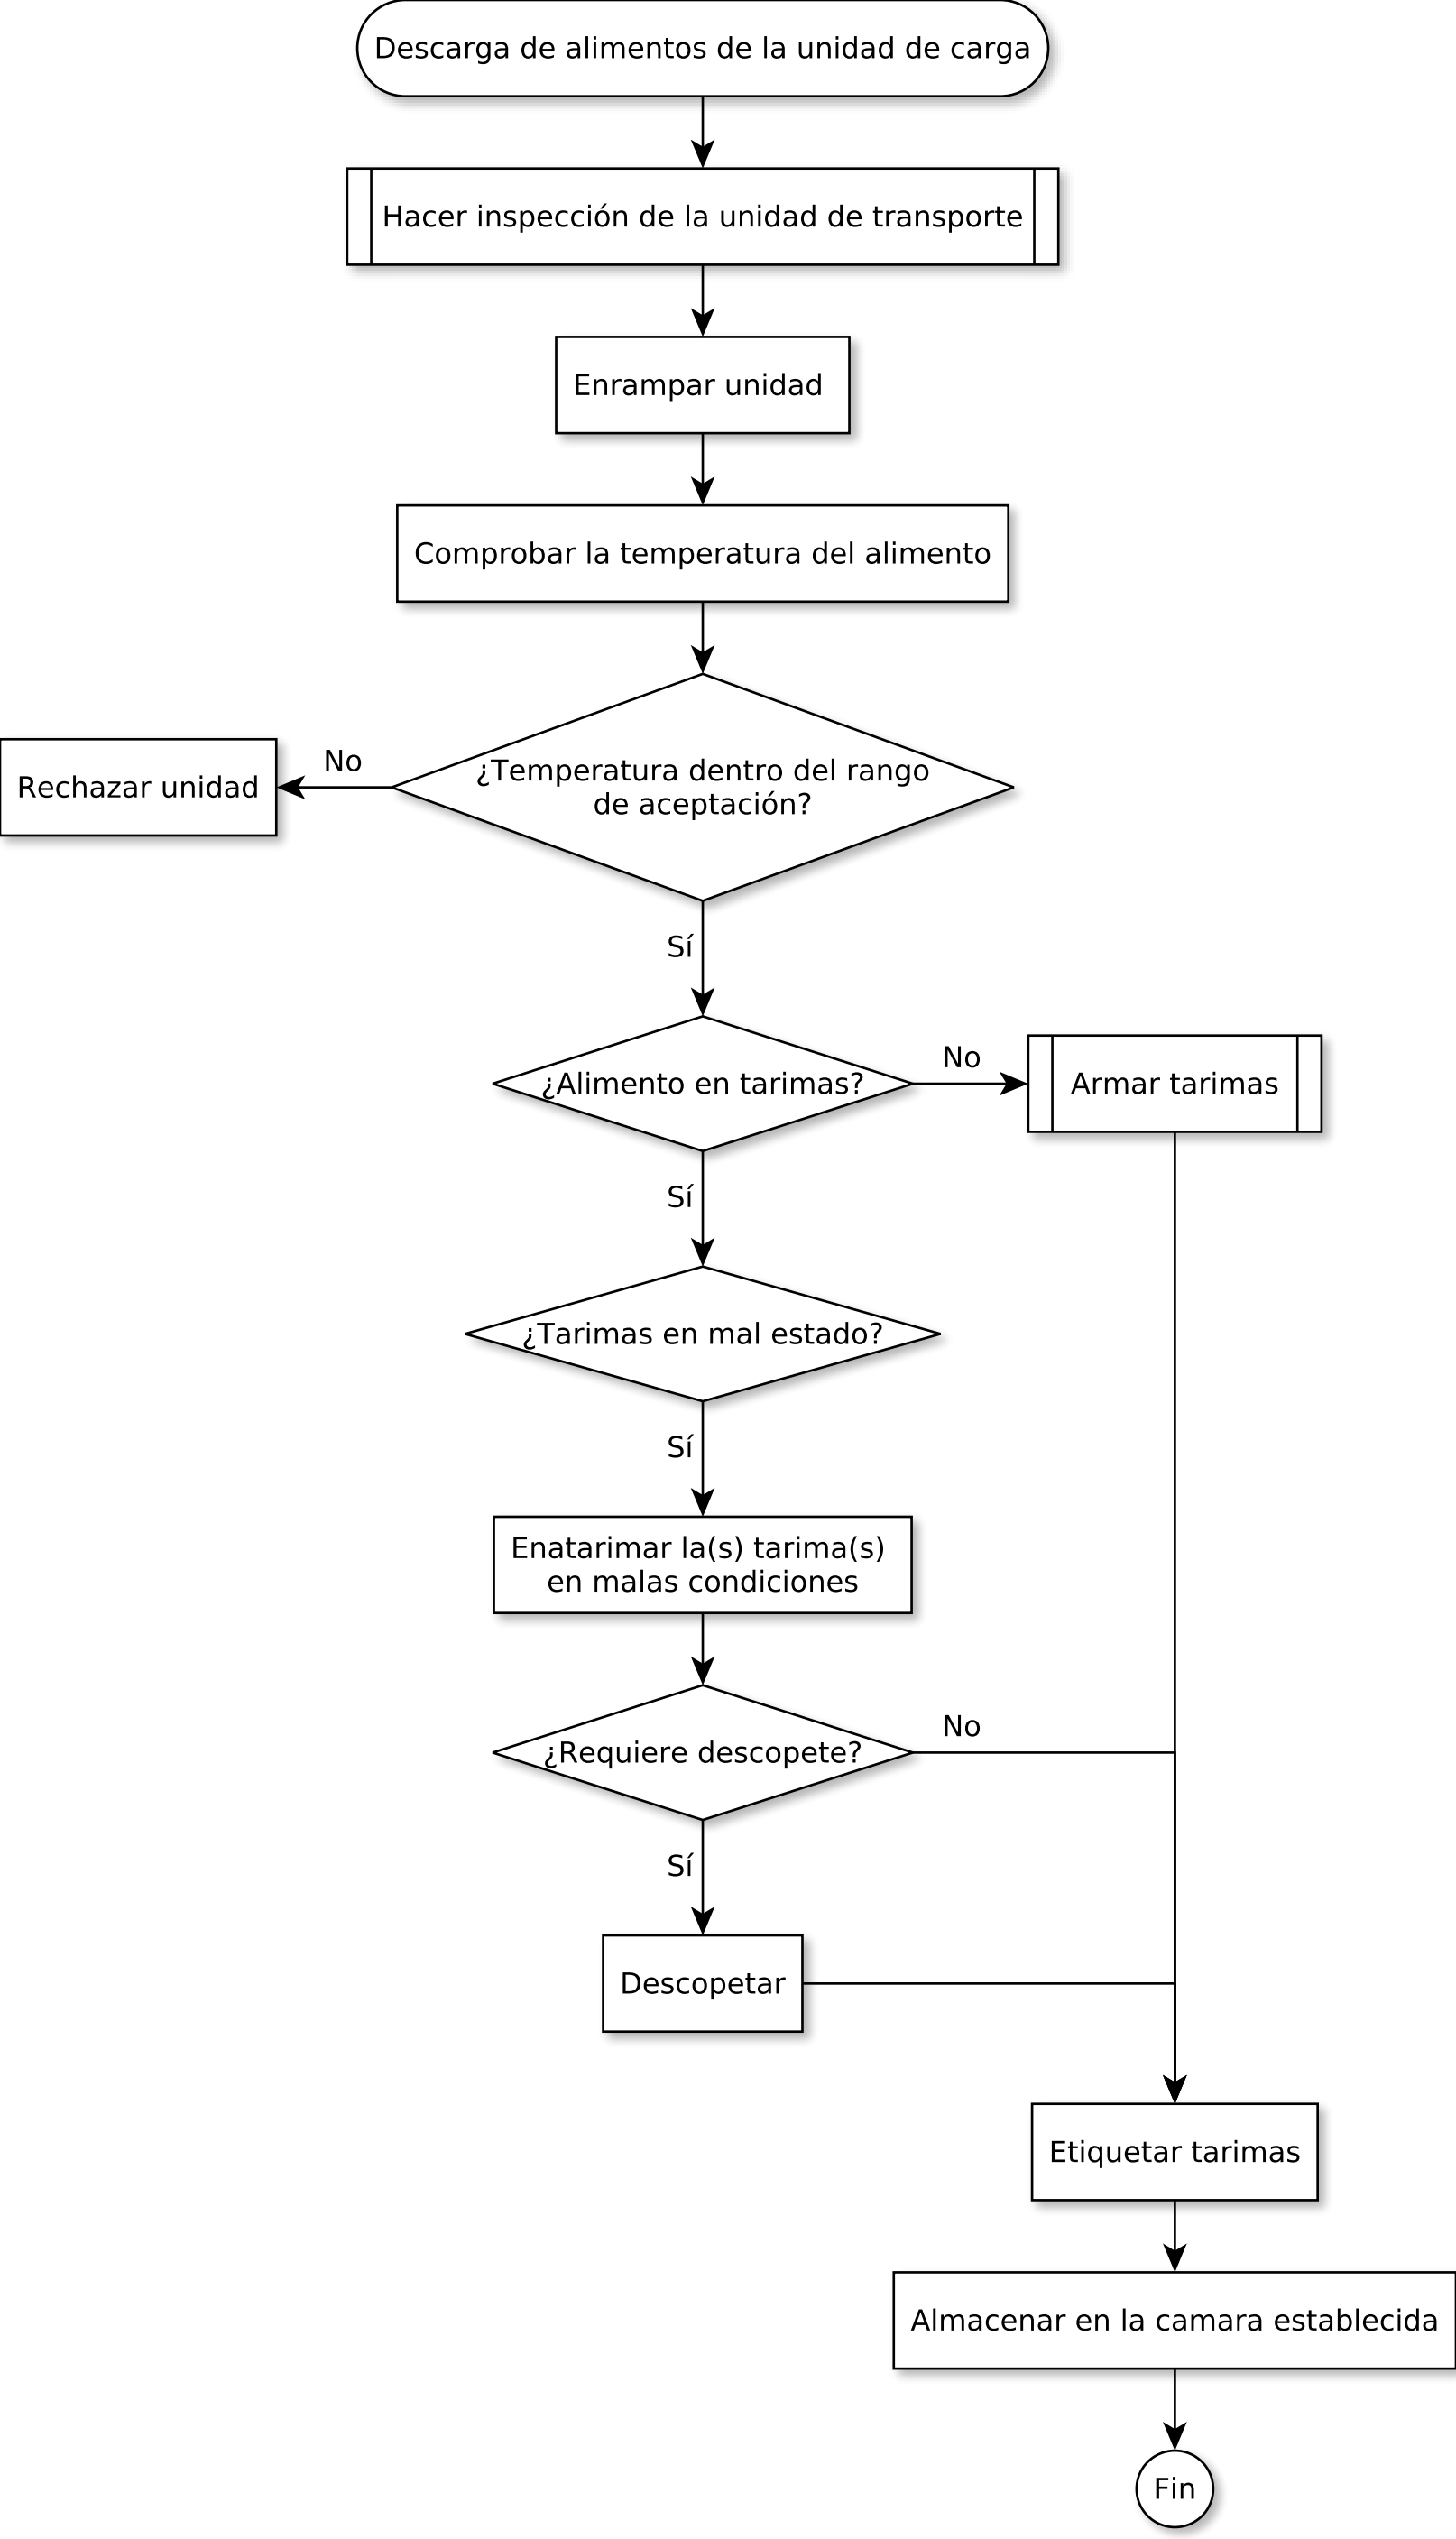 Descarga de alimentos de la unidad de carga
Hacer inspección de la unidad de transporte
Enrampar unidad
Comprobar la temperatura del alimento
¿Temperatura dentro del rango
de aceptación?
No
Rechazar unidad
Sí
¿Alimento en tarimas?
No
Armar tarimas
Sí
¿Tarimas en mal estado?
Sí
Enatarimar la(s) tarima(s)
en malas condiciones
¿Requiere descopete?
No
Sí
Descopetar
Etiquetar tarimas
Almacenar en la camara establecida
Fin